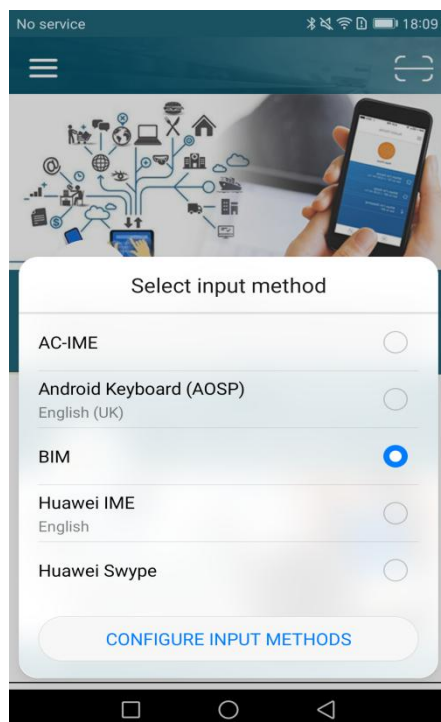 No service
18:09
Select input method
AC-IME
Android Keyboard (AOSP)
English (UK)
BIM
Huawei IME
English
Huawei Swype
CONFIGURE INPUT METHODS